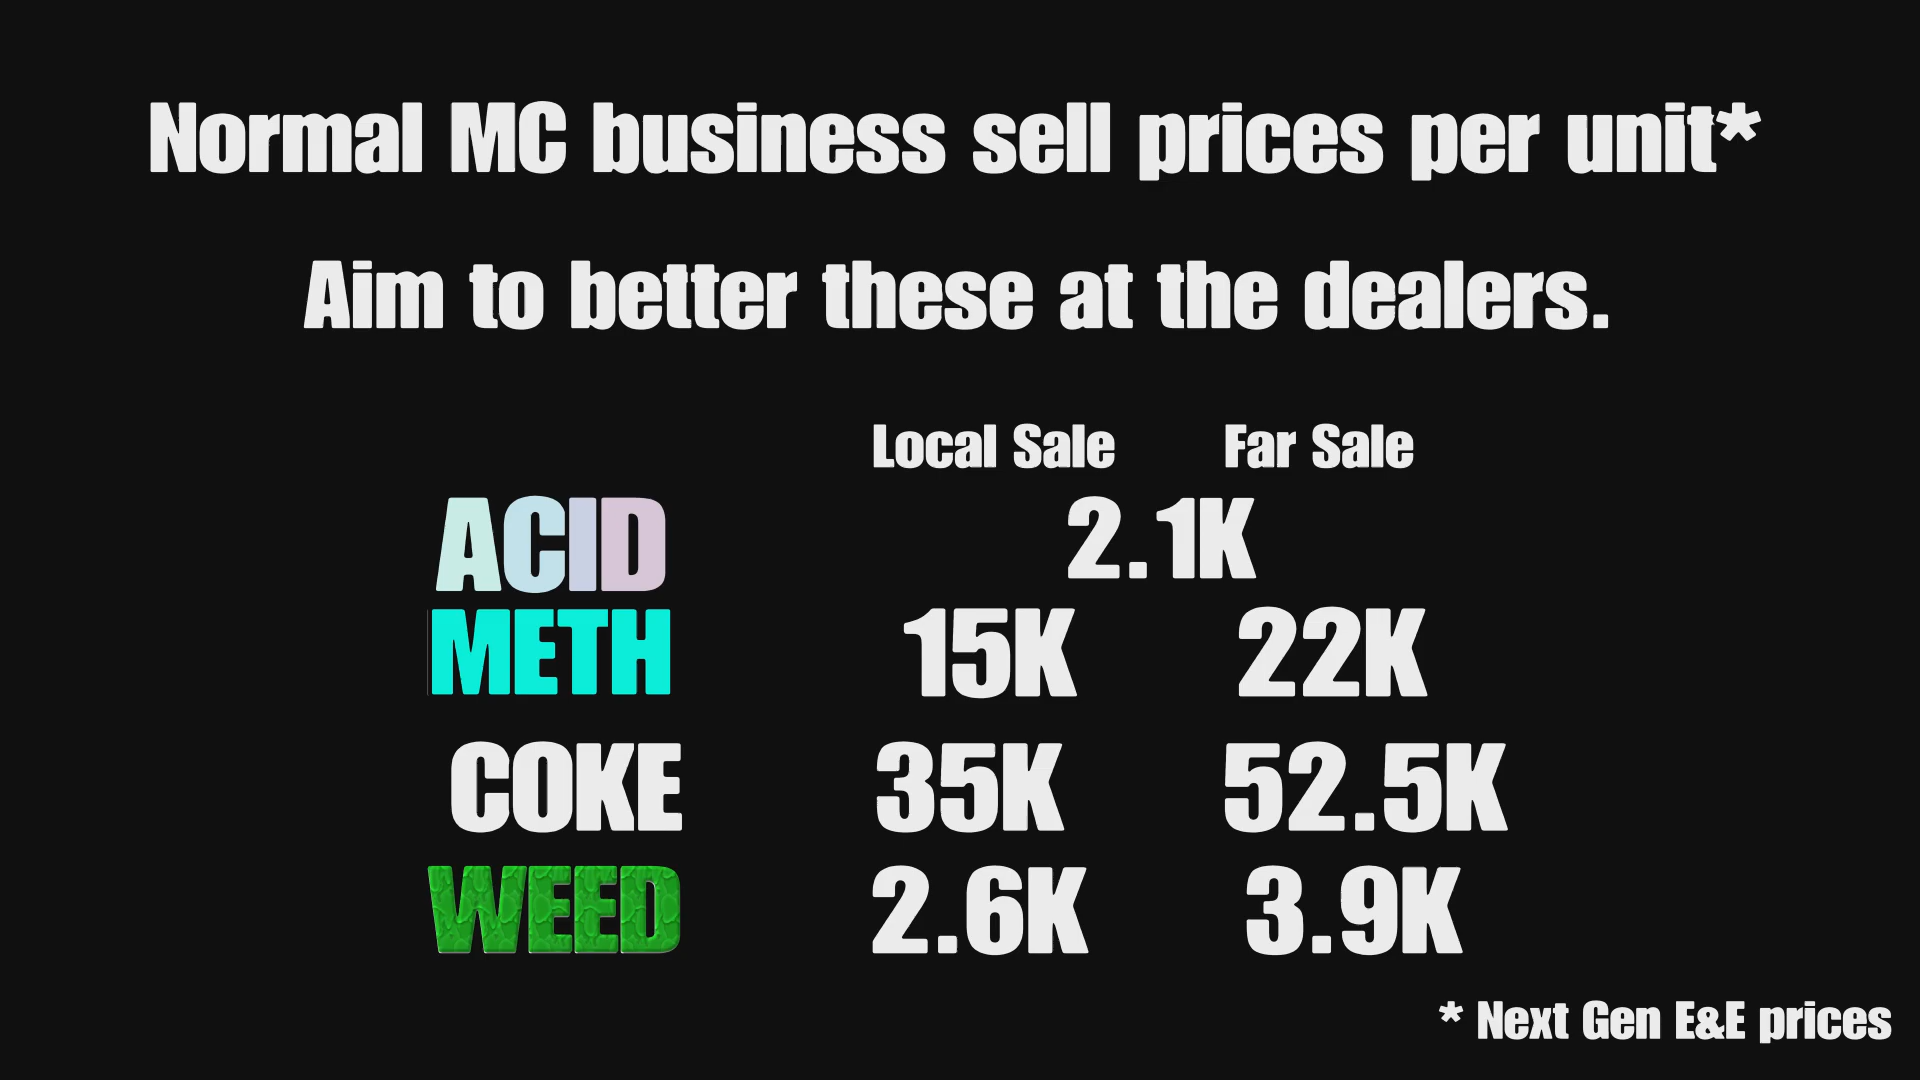 Normal MC business sell prices per unit*
Aim to better these at the dealers.
Local Sale Far Sale
ACID 2.1K
METH 15K 22K
COKE 35K 52.5K
WEED 2.6K 3.9K
* Next Gen E&E prices